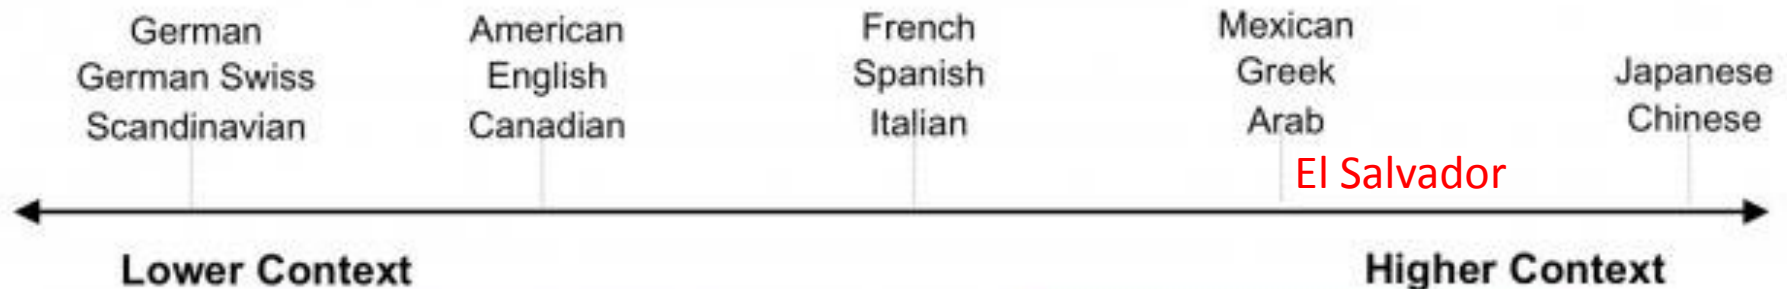 German
German Swiss
Scandinavian
American
English
Canadian
French
Spanish
Italian
Mexican
Greek
Arab
El Salvador
Japanese
Chinese
Lower Context
Higher Context